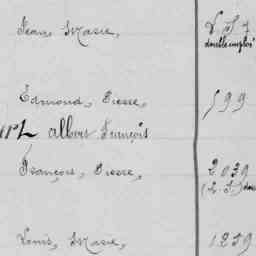 Jean, Marie,
double emploi
Edmond, Pierre, 599
Albert François
François, Pierre, 2039
Louis, Marie, 1259